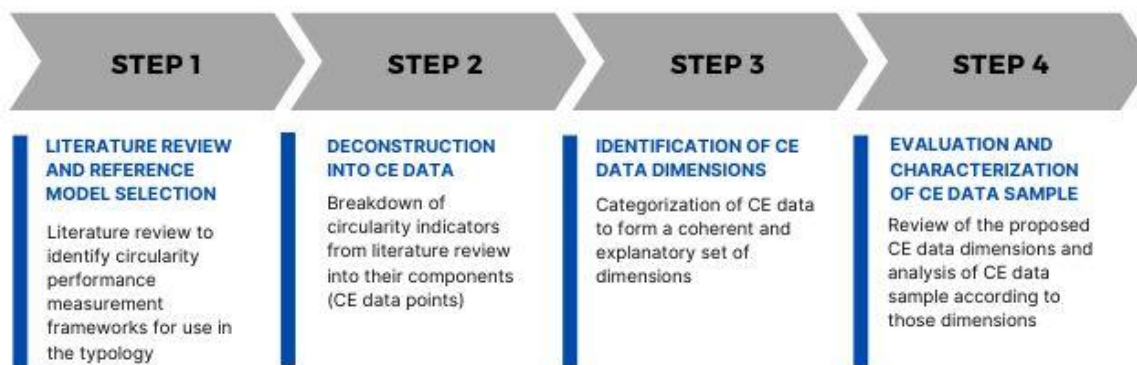 STEP 1
STEP 2
STEP 3
STEP 4
LITERATURE REVIEW
AND REFERENCE
MODEL SELECTION
Literature review to
identify circularity
performance
measurement
frameworks for use in
the typology
DECONSTRUCTION
INTO CE DATA
Breakdown of
circularity indicators
from literature review
into their components
(CE data points)
IDENTIFICATION OF CE
DATA DIMENSIONS
Categorization of CE data
to form a coherent and
explanatory set of
dimensions
EVALUATION AND
CHARACTERIZATION
OF CE DATA SAMPLE
Review of the proposed
CE data dimensions and
analysis of CE data
sample according to
those dimensions